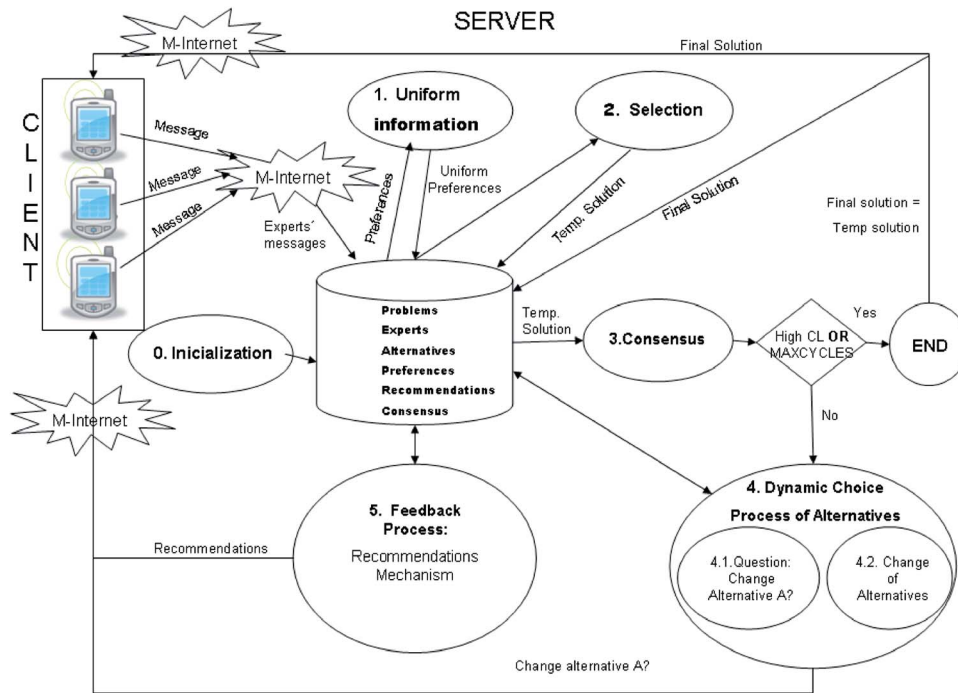 SERVER
M-Internet
Final Solution
CLIENT
Message
Message
Message
M-Internet
Experts´
messages
1. Uniform
information
Preferences
Uniform
Preferences
2. Selection
Temp. Solution
Final Solution
Final solution =
Temp solution
0. Inicialization
Problems
Experts
Alternatives
Preferences
Recommendations
Consensus
Temp.
Solution
3.Consensus
High CL OR
MAXCYCLES
Yes
END
No
M-Internet
Recommendations
5. Feedback
Process:
Recommendations
Mechanism
4. Dynamic Choice
Process of Alternatives
4.1.Question:
Change
Alternative A?
4.2. Change
of
Alternatives
Change alternative A?